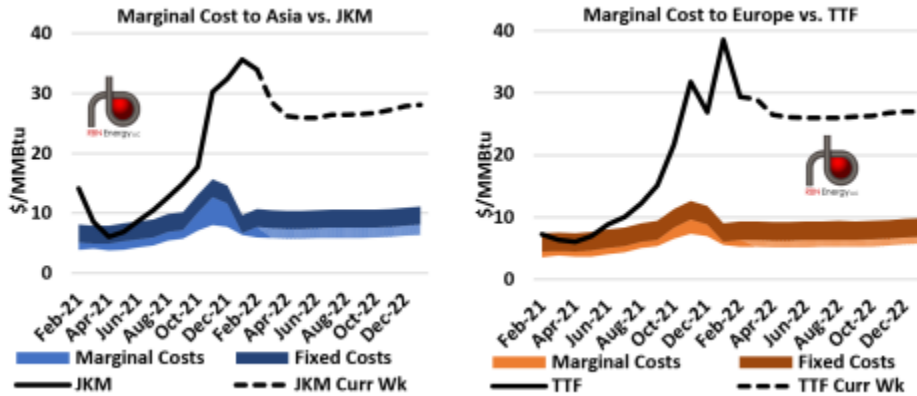 Marginal Cost to Asia vs. JKM
$/MMBtu
40
30
20
10
0
RBN Energy LLC
Feb-21
Apr-21
Jun-21
Aug-21
Oct-21
Dec-21
Feb-22
Apr-22
Jun-22
Aug-22
Oct-22
Dec-22
Marginal Costs
Fixed Costs
JKM
JKM Curr Wk
Marginal Cost to Europe vs. TTF
$/MMBtu
40
30
20
10
0
RBN Energy LLC
Feb-21
Apr-21
Jun-21
Aug-21
Oct-21
Dec-21
Feb-22
Apr-22
Jun-22
Aug-22
Oct-22
Dec-22
Marginal Costs
Fixed Costs
TTF
TTF Curr Wk